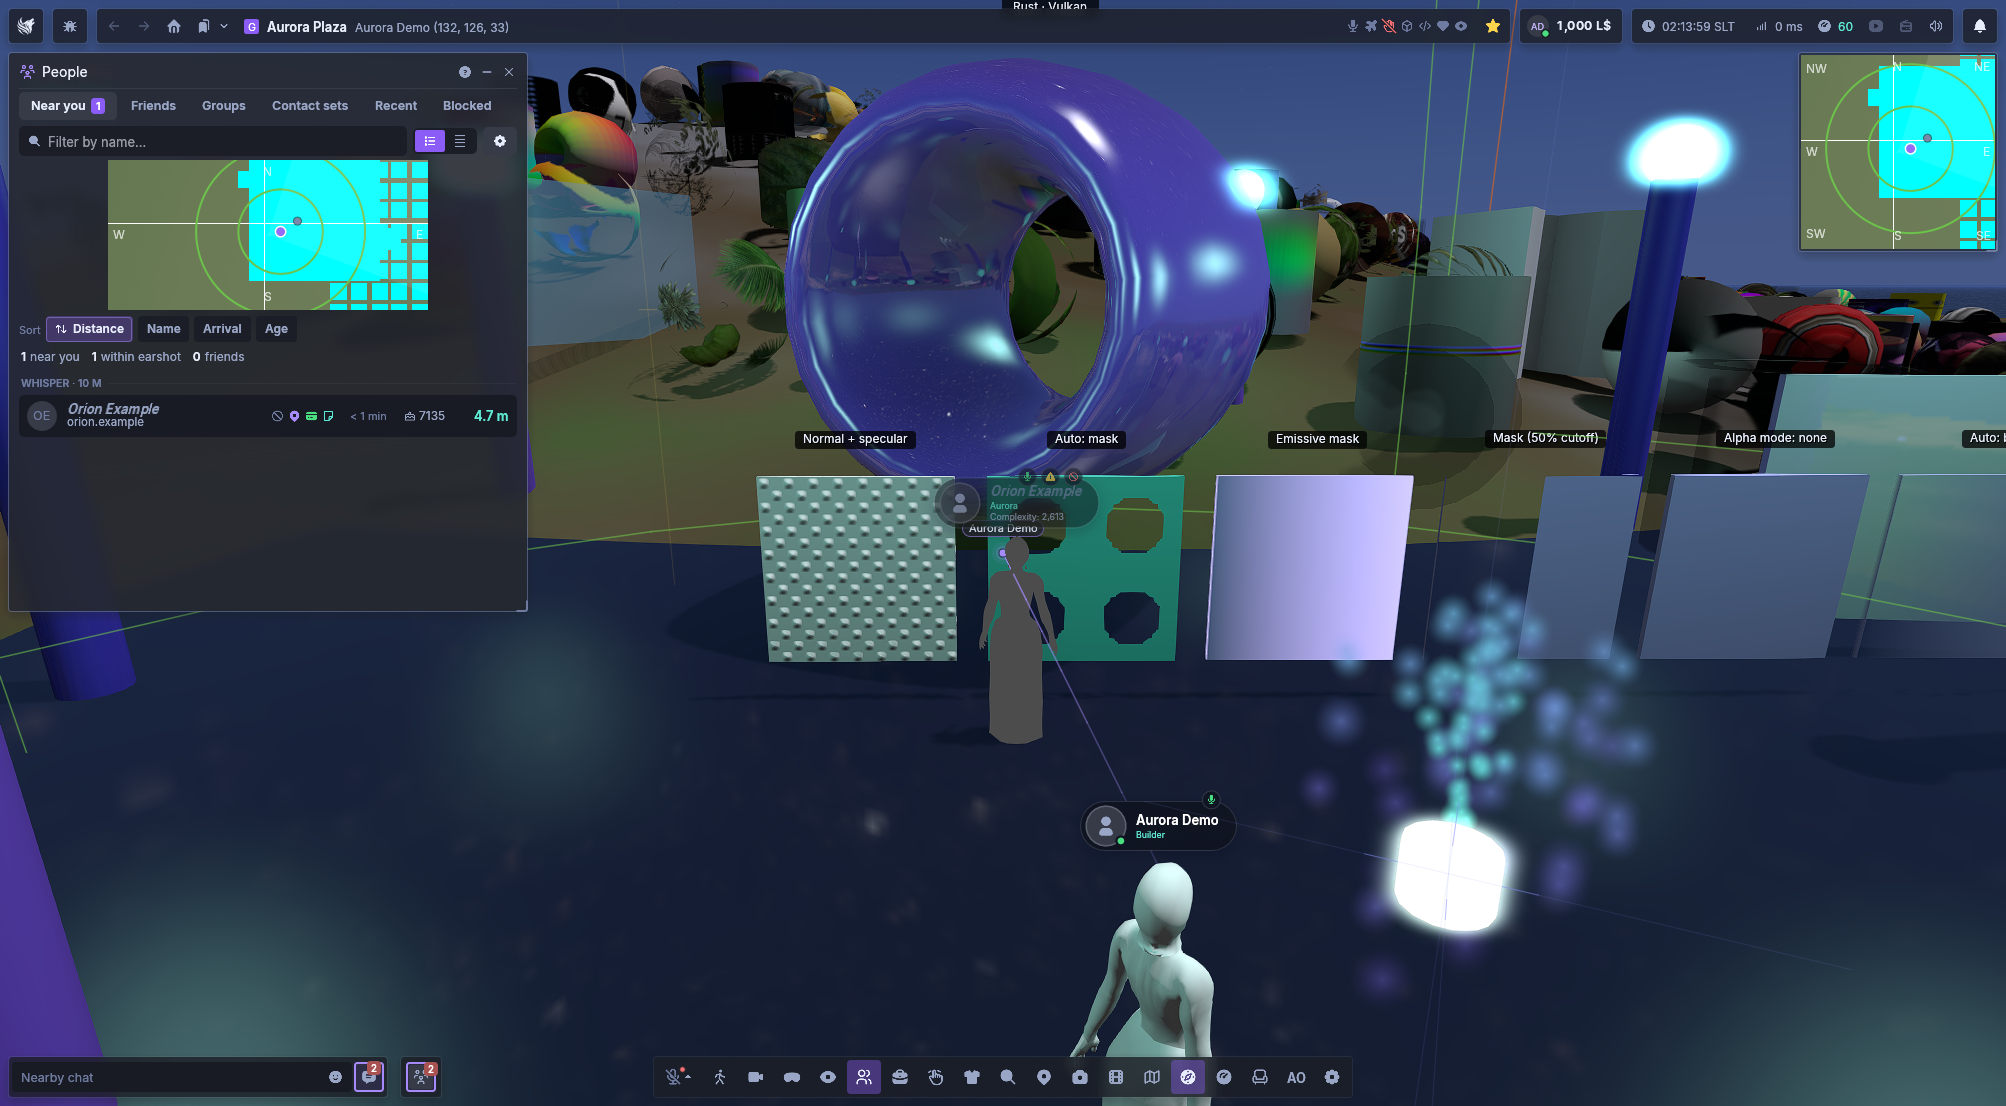 Rust · Vulkan
G Aurora Plaza Aurora Demo (132, 126, 33)
AD 1,000 L$
02:13:59 SLT 0 ms 60
People
Near you 1 Friends Groups Contact sets Recent Blocked
Filter by name...
N
W E
S
Sort Distance Name Arrival Age
1 near you 1 within earshot 0 friends
WHISPER · 10 M
OE Orion Example
orion.example
< 1 min 7135 4.7 m
NW N NE
W E
SW S SE
Normal + specular
Auto: mask
Emissive mask
Mask (50% cutoff)
Alpha mode: none
Auto:
Orion Example
Aurora
Complexity: 2,613
Aurora Demo
Aurora Demo
Builder
Nearby chat
2
2
AO